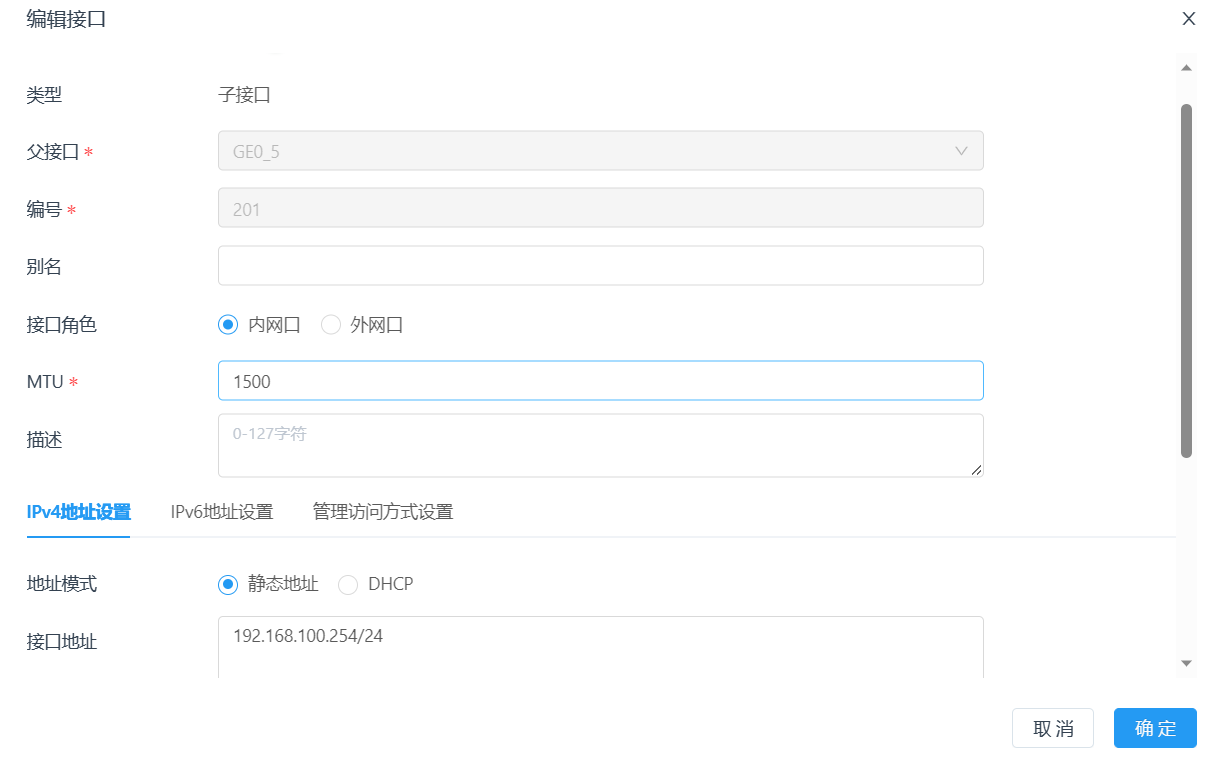 编辑接口
类型 子接口
父接口 * GE0_5
编号 * 201
别名
接口角色 内网口 外网口
MTU * 1500
描述 0-127字符
IPv4地址设置 IPv6地址设置 管理访问方式设置
地址模式 静态地址 DHCP
接口地址 192.168.100.254/24
取消 确定